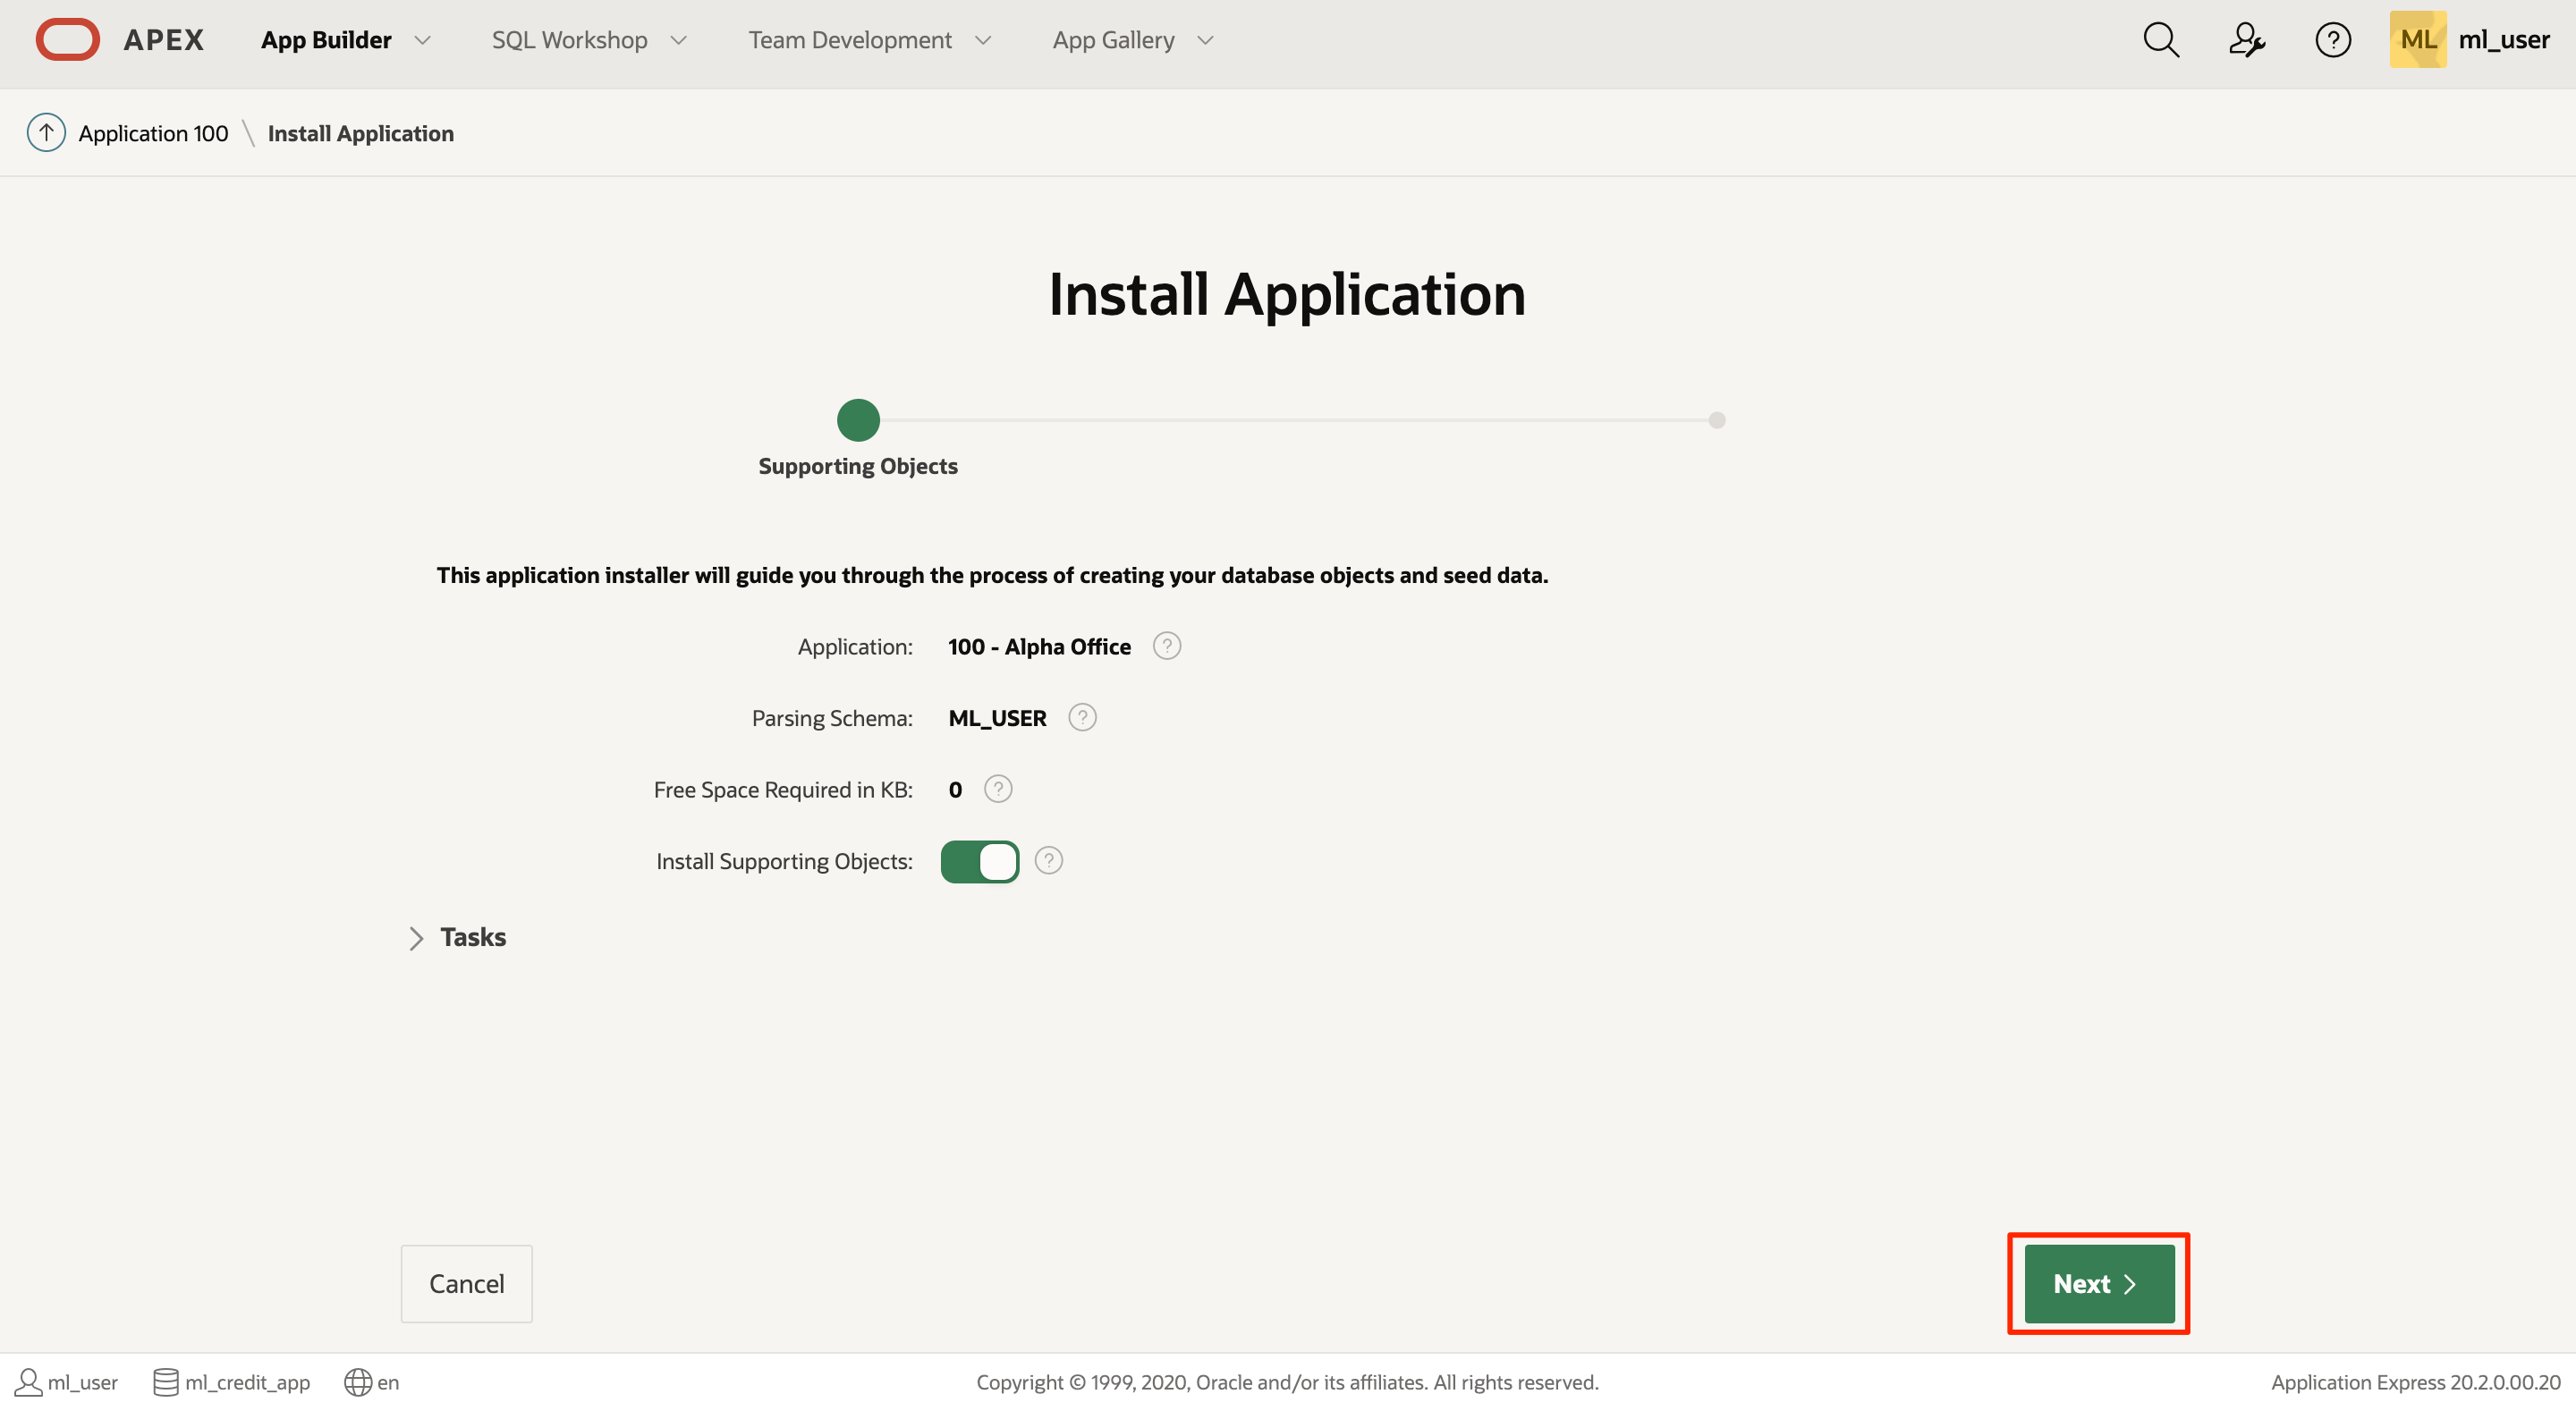 APEX App Builder SQL Workshop Team Development App Gallery ? ML ml_user
Application 100 \ Install Application
Install Application
Supporting Objects
This application installer will guide you through the process of creating your database objects and seed data.
Application: 100 - Alpha Office ?
Parsing Schema: ML_USER ?
Free Space Required in KB: 0 ?
Install Supporting Objects: ?
Tasks
Cancel Next
ml_user ml_credit_app en Copyright © 1999, 2020, Oracle and/or its affiliates. All rights reserved. Application Express 20.2.0.00.20